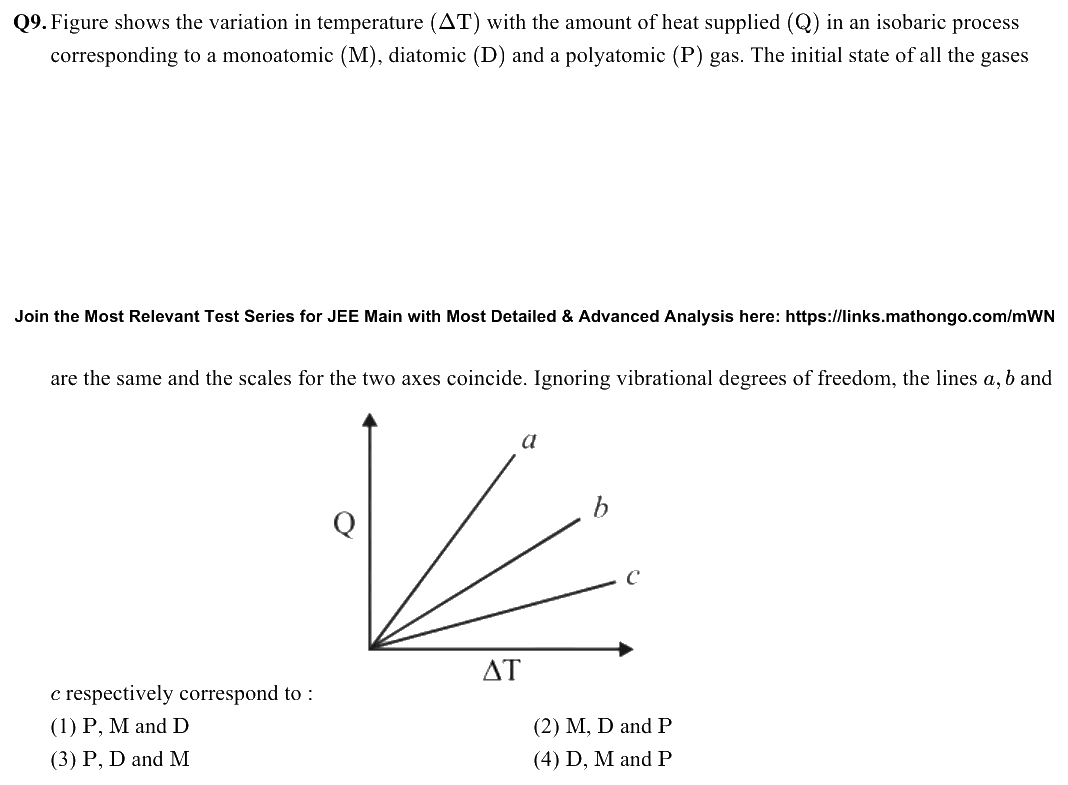 Q9. Figure shows the variation in temperature (ΔT) with the amount of heat supplied (Q) in an isobaric process
corresponding to a monoatomic (M), diatomic (D) and a polyatomic (P) gas. The initial state of all the gases
Join the Most Relevant Test Series for JEE Main with Most Detailed & Advanced Analysis here: https://links.mathongo.com/mWN
are the same and the scales for the two axes coincide. Ignoring vibrational degrees of freedom, the lines a, b and
a
b
Q
c
ΔT
c respectively correspond to :
(1) P, M and D (2) M, D and P
(3) P, D and M (4) D, M and P